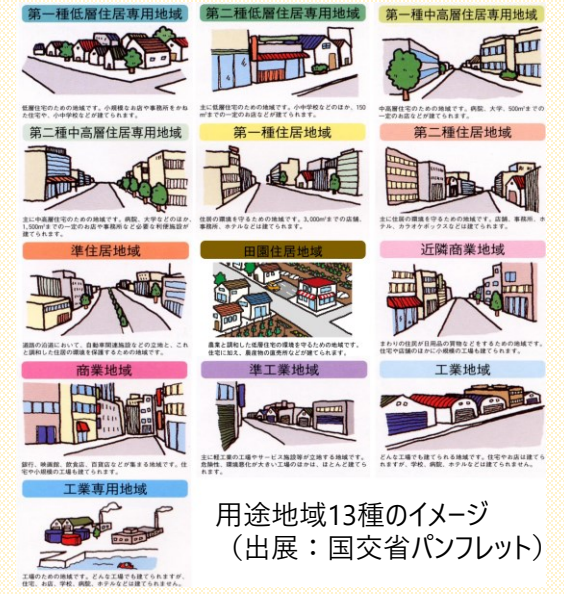 第一種低層住居専用地域
低層住宅のための地域です。小規模なお店や事務所をかね
た住宅や、小中学校などが建てられます。
第二種低層住居専用地域
主に低層住宅のための地域です。小中学校などのほか、150
㎡までの一定のお店などが建てられます。
第一種中高層住居専用地域
中高層住宅のための地域です。病院、大学、500㎡までの
一定のお店などが建てられます。
第二種中高層住居専用地域
主に中高層住宅のための地域です。病院、大学などのほか、
1,500㎡までの一定のお店や事務所など必要な利便施設が
建てられます。
第一種住居地域
住居の環境を守るための地域です。3,000㎡までの店舗、
事務所、ホテルなどは建てられます。
第二種住居地域
主に住居の環境を守るための地域です。店舗、事務所、ホ
テル、カラオケボックスなどは建てられます。
準住居地域
道路の沿道において、自動車関連施設などの立地と、これ
と調和した住居の環境を保護するための地域です。
田園住居地域
農業と調和した低層住宅の環境を守るための地域です。
住宅に加え、農産物の直売所などが建てられます。
近隣商業地域
まわりの住民が日用品の買物などをするための地域です。
住宅や店舗のほかに小規模の工場も建てられます。
商業地域
銀行、映画館、飲食店、百貨店などが集まる地域です。住
宅や小規模の工場も建てられます。
準工業地域
主に軽工業の工場やサービス施設等が立地する地域です。
危険性、環境悪化が大きい工場のほかは、ほとんど建てら
れます。
工業地域
どんな工場でも建てられる地域です。住宅やお店は建てら
れますが、学校、病院、ホテルなどは建てられません。
工業専用地域
工場のための地域です。どんな工場でも建てられますが、
住宅、お店、学校、病院、ホテルなどは建てられません。
用途地域13種のイメージ
（出展：国交省パンフレット）